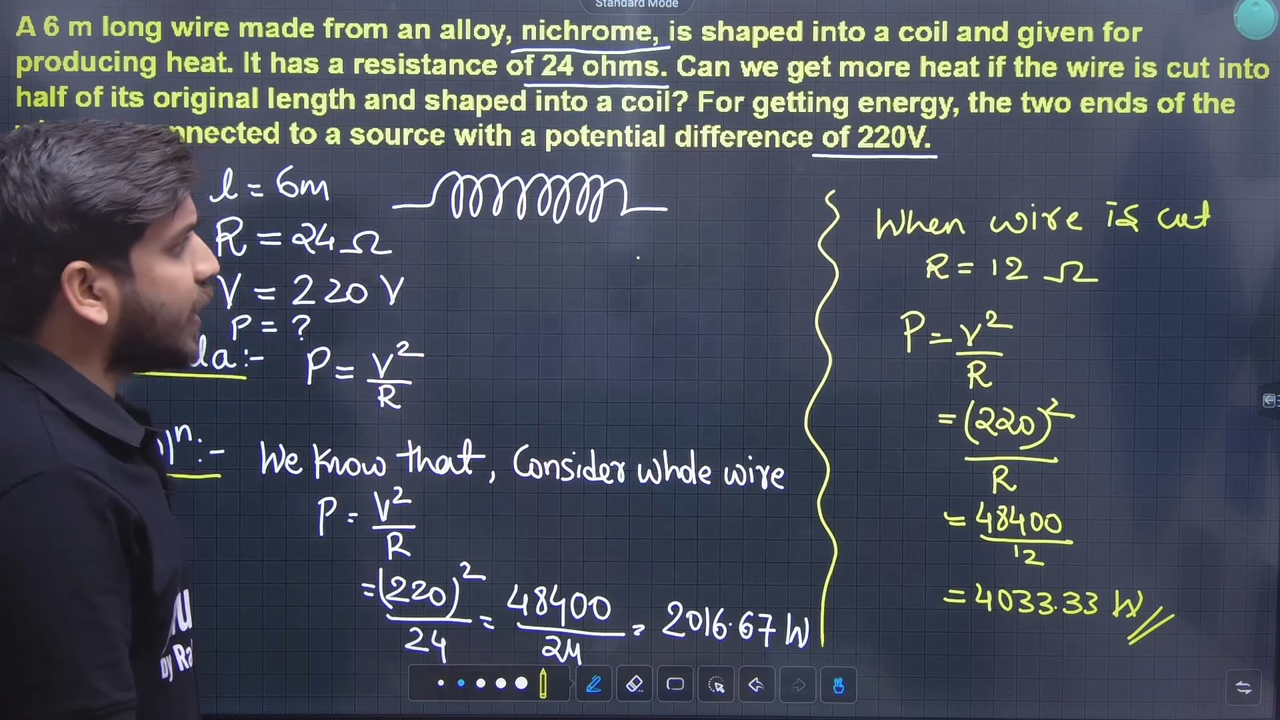 Standard Mode
A 6 m long wire made from an alloy, nichrome, is shaped into a coil and given for
producing heat. It has a resistance of 24 ohms. Can we get more heat if the wire is cut into
half of its original length and shaped into a coil? For getting energy, the two ends of the
nnected to a source with a potential difference of 220V.
l = 6m
R = 24 Ω
V = 220 V
P = ?
la:- P = V²/R
n:- We know that, Consider whole wire
P = V²/R
= (220)²/24 = 48400/24 = 2016.67 W
When wire is cut
R = 12 Ω
P = V²/R
= (220)²/R
= 48400/12
= 4033.33 W
by Ra